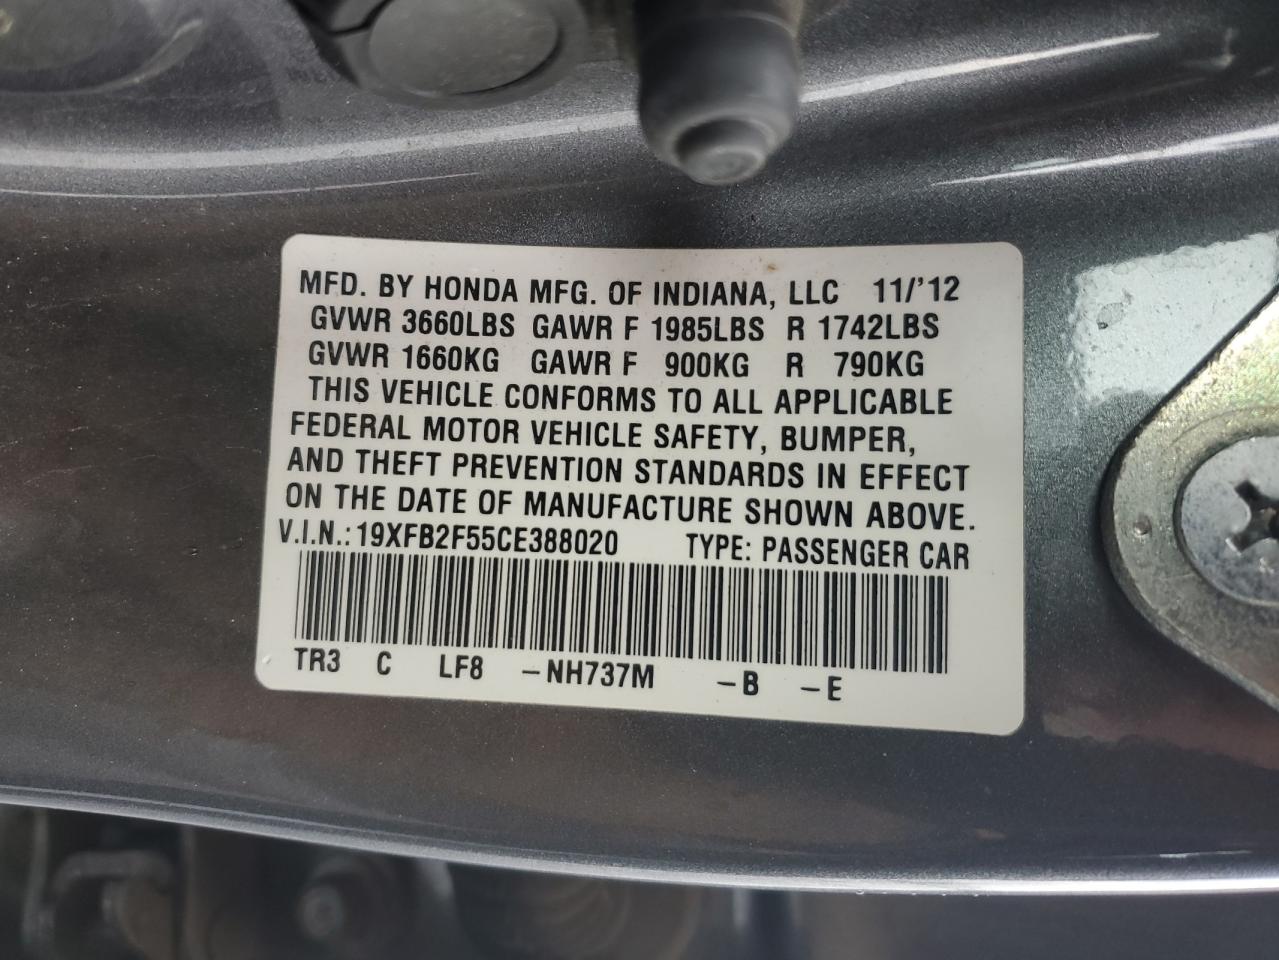 MFD. BY HONDA MFG. OF INDIANA, LLC 11/'12
GVWR 3660LBS GAWR F 1985LBS R 1742LBS
GVWR 1660KG GAWR F 900KG R 790KG
THIS VEHICLE CONFORMS TO ALL APPLICABLE
FEDERAL MOTOR VEHICLE SAFETY, BUMPER,
AND THEFT PREVENTION STANDARDS IN EFFECT
ON THE DATE OF MANUFACTURE SHOWN ABOVE.
V.I.N.: 19XFB2F55CE388020 TYPE: PASSENGER CAR
TR3 C LF8 -NH737M -B -E